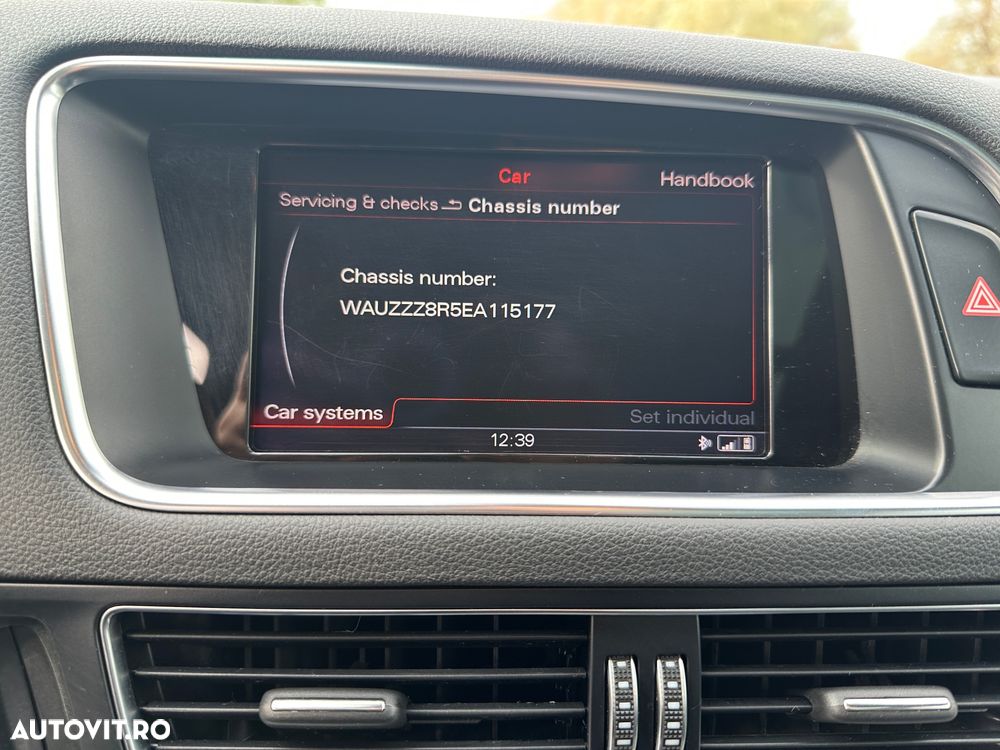 Car
Handbook
Servicing & checks Chassis number
Chassis number:
WAUZZZ8R5EA115177
Car systems
Set individual
12:39
AUTOVIT.RO